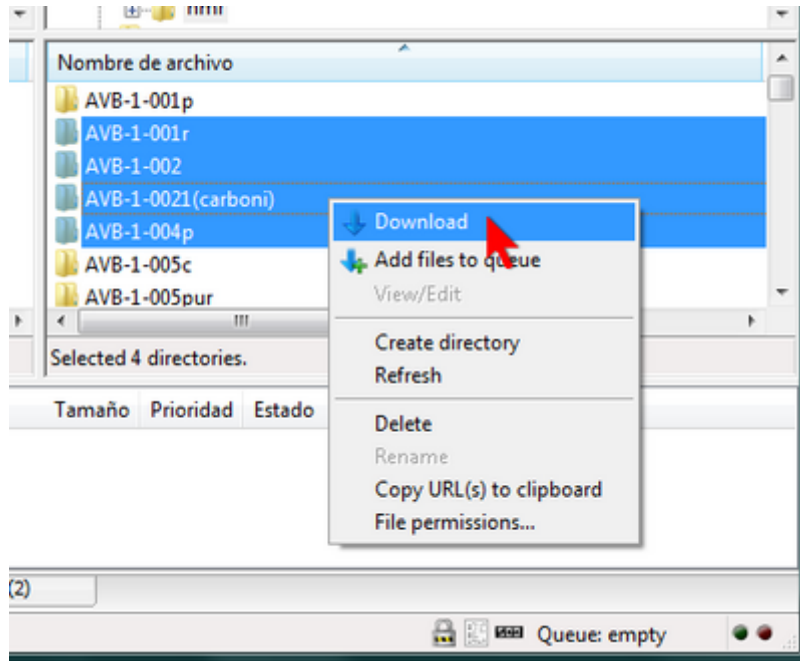 nmr
Nombre de archivo
AVB-1-001p
AVB-1-001r
AVB-1-002
AVB-1-0021(carboni)
AVB-1-004p
AVB-1-005c
AVB-1-005pur
Selected 4 directories.
Download
Add files to queue
View/Edit
Create directory
Refresh
Delete
Rename
Copy URL(s) to clipboard
File permissions...
Tamaño Prioridad Estado
(2)
Queue: empty